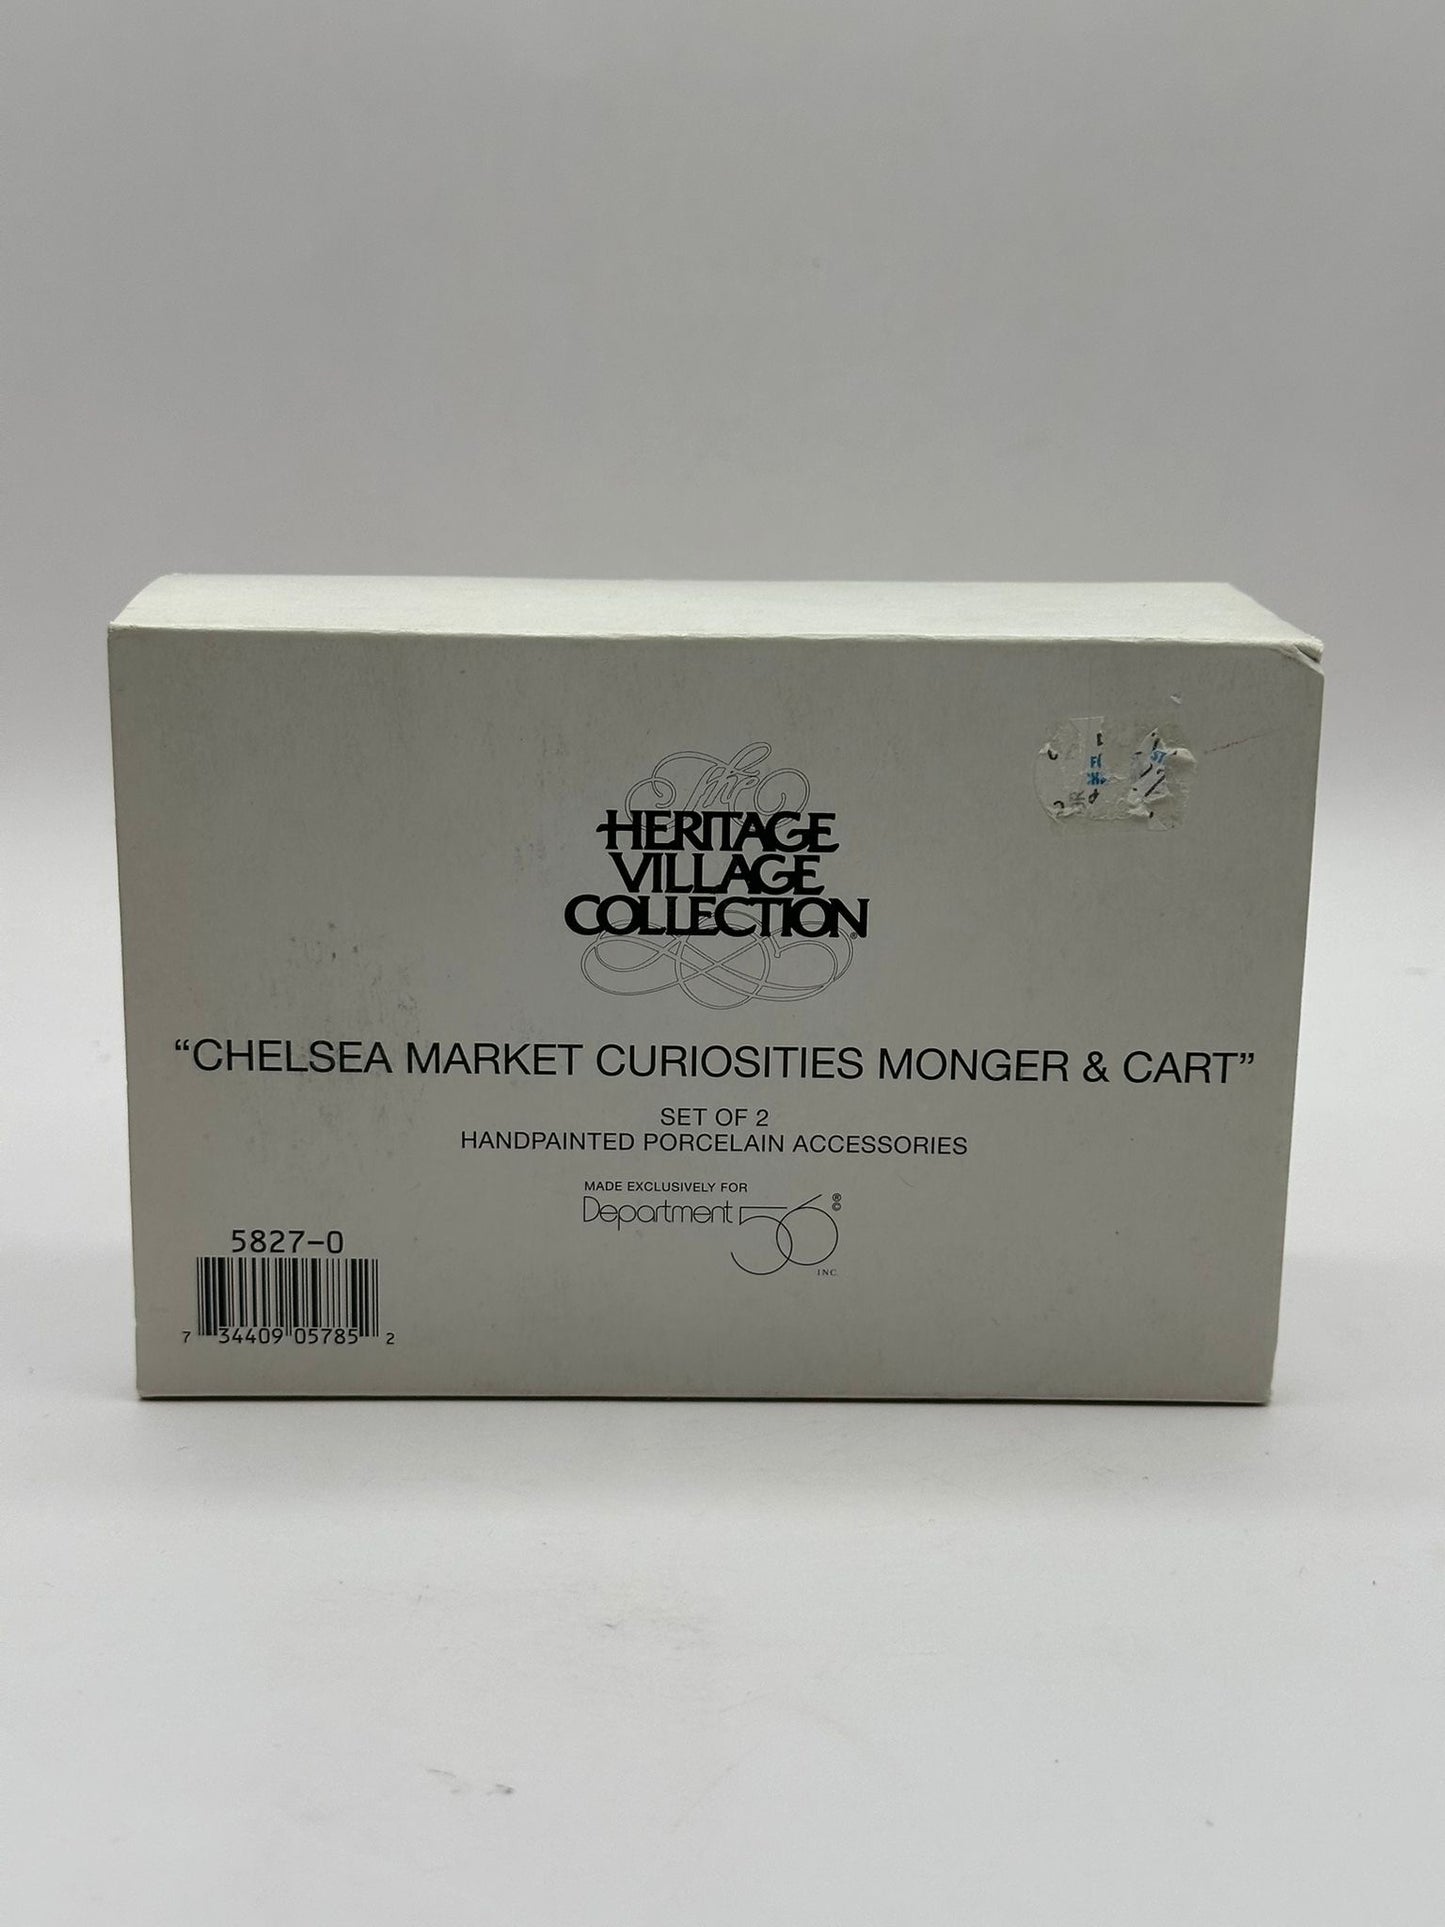 The
HERITAGE
VILLAGE
COLLECTION®
“CHELSEA MARKET CURIOSITIES MONGER & CART”
SET OF 2
HANDPAINTED PORCELAIN ACCESSORIES
MADE EXCLUSIVELY FOR
Department 56 ® ©
INC.
5827–0
7 34409 05785 2